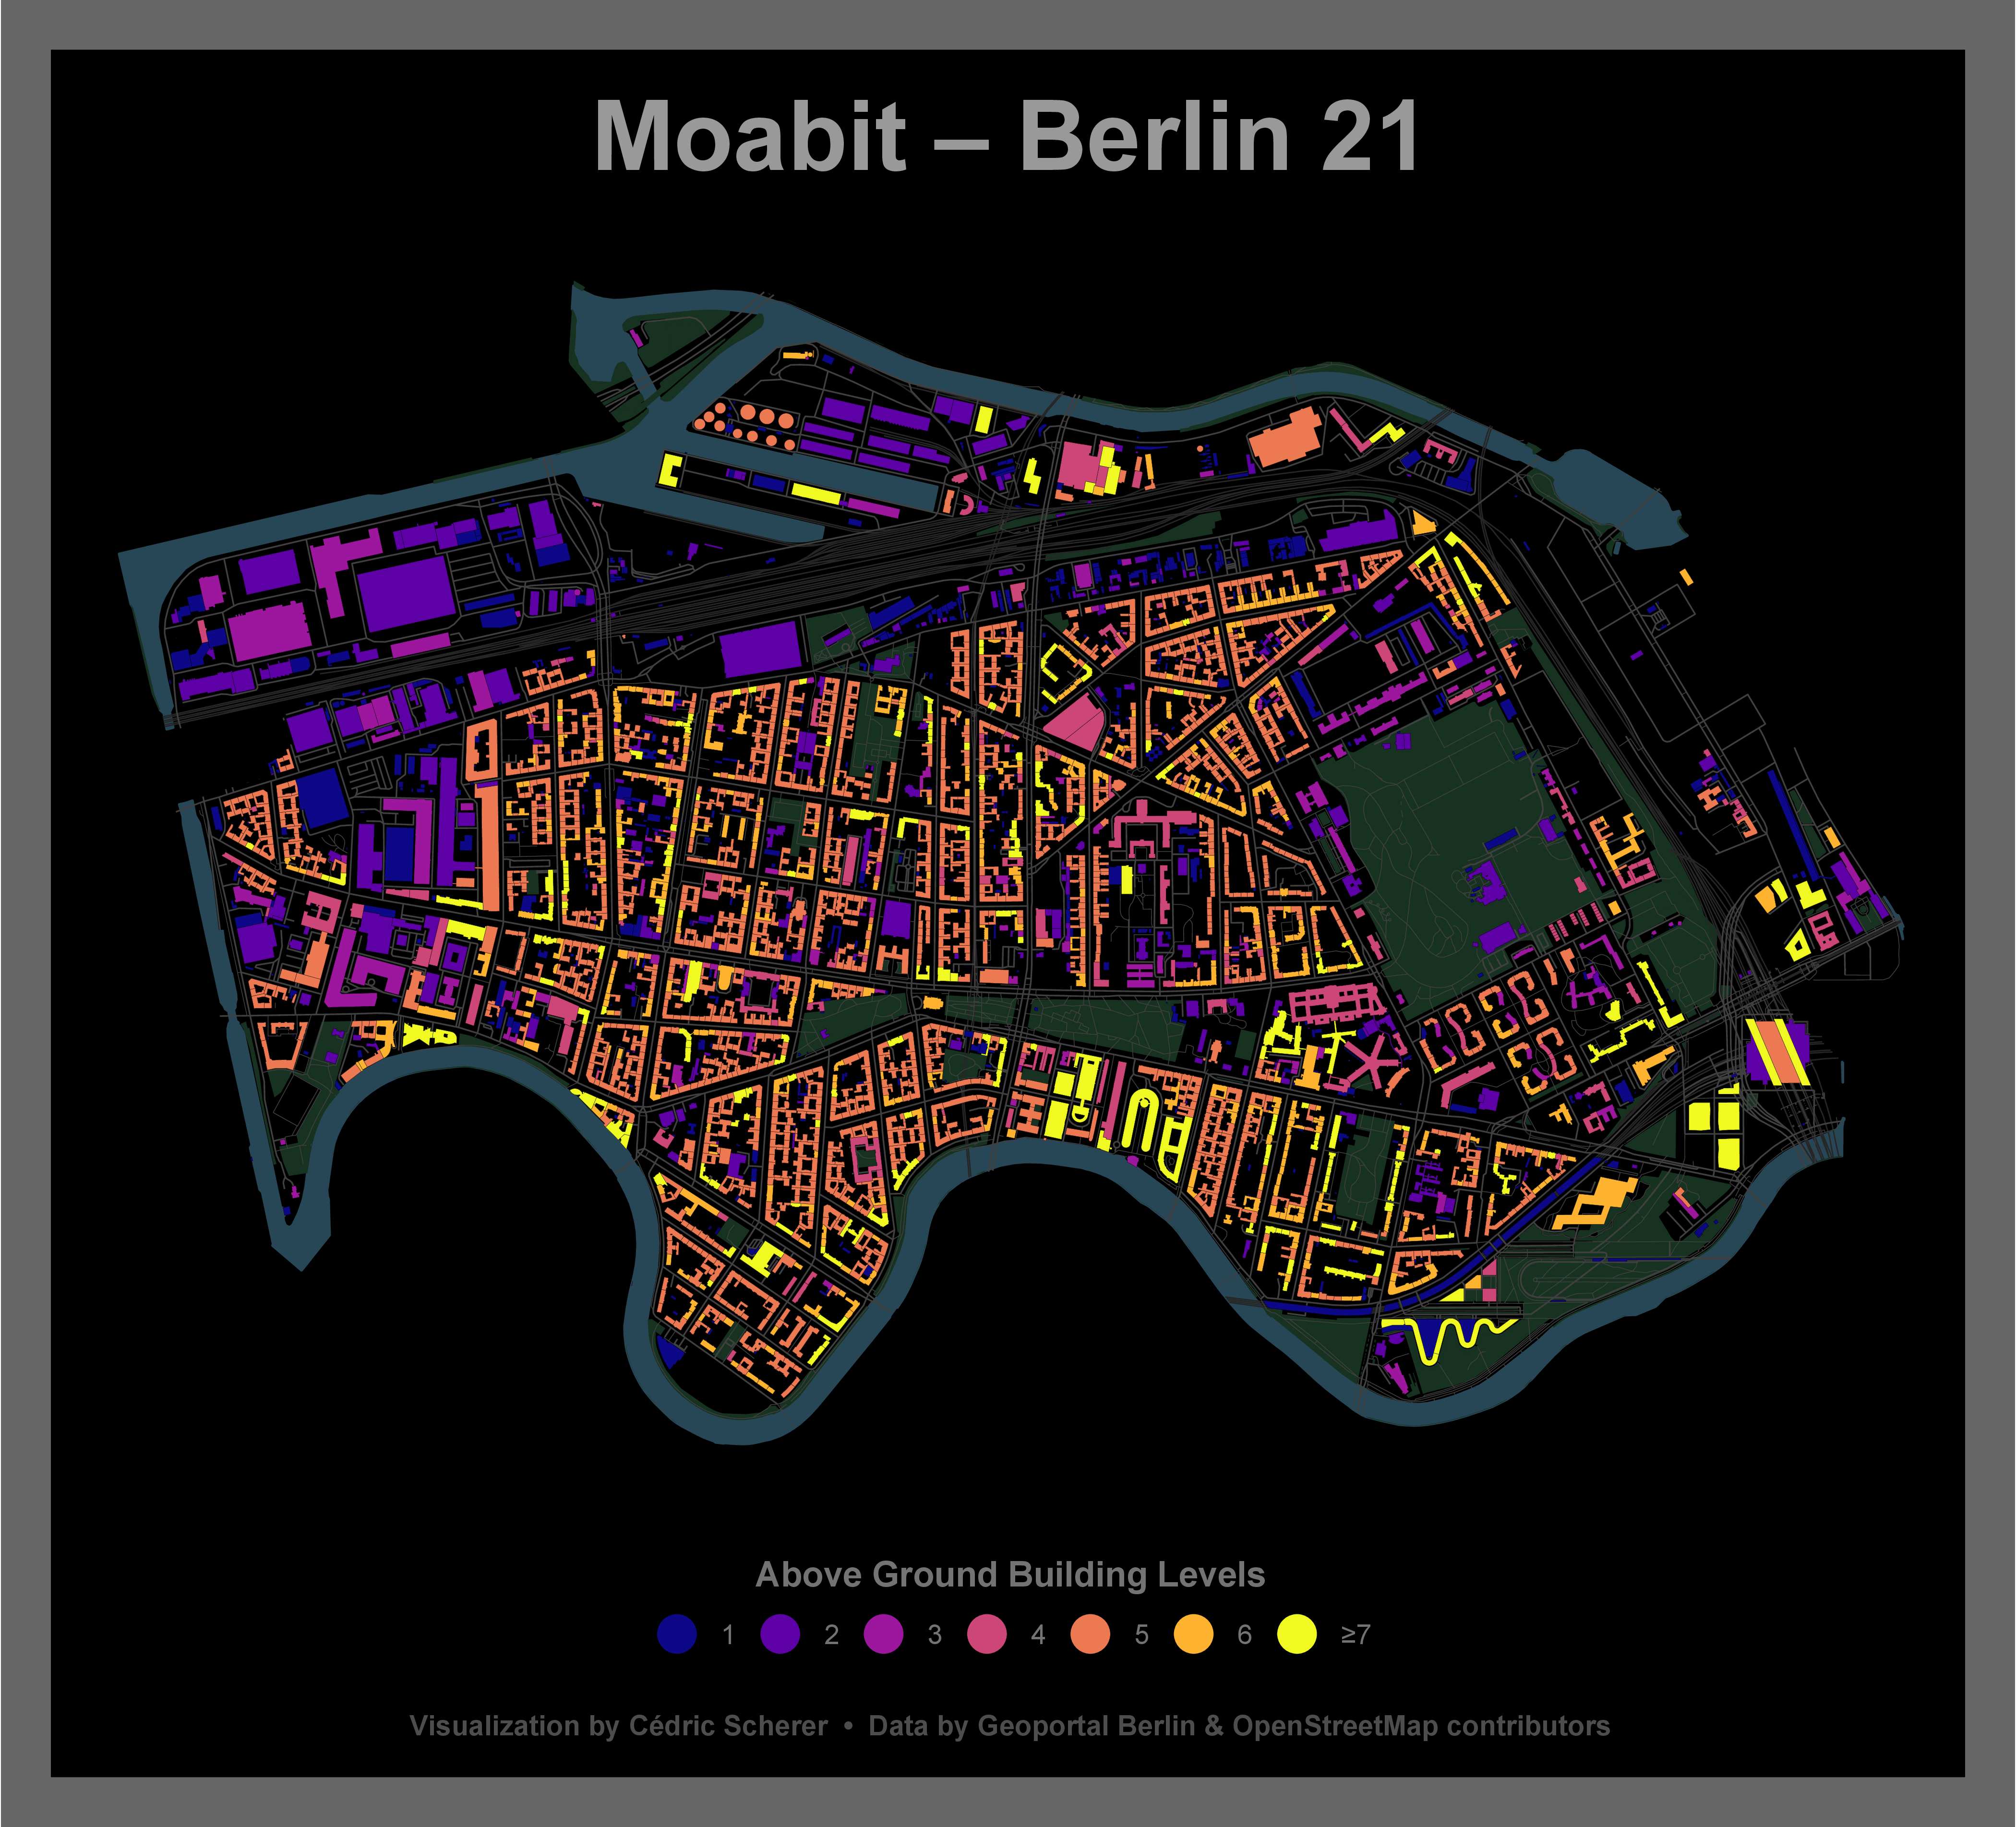 Moabit – Berlin 21
Above Ground Building Levels
1 2 3 4 5 6 ≥7
Visualization by Cédric Scherer • Data by Geoportal Berlin & OpenStreetMap contributors